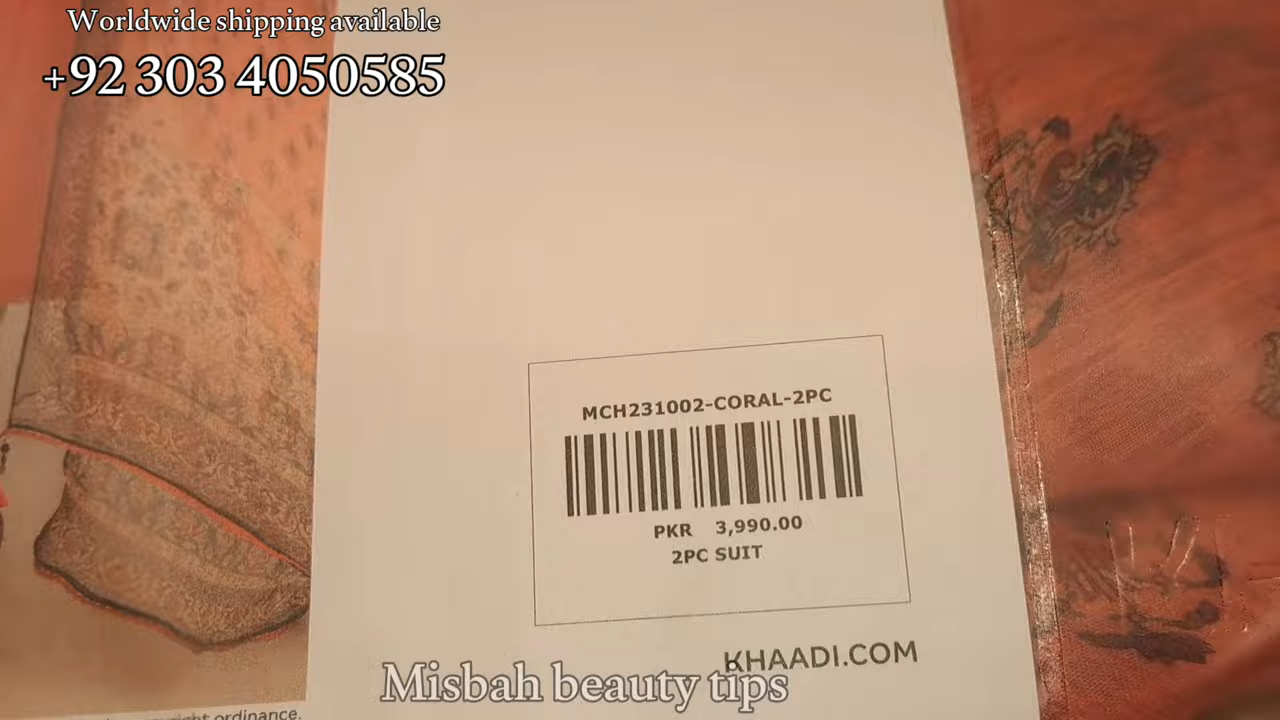 Worldwide shipping available
+92 303 4050585
MCH231002-CORAL-2PC
PKR 3,990.00
2PC SUIT
KHAADI.COM
Misbah beauty tips
ordinance.